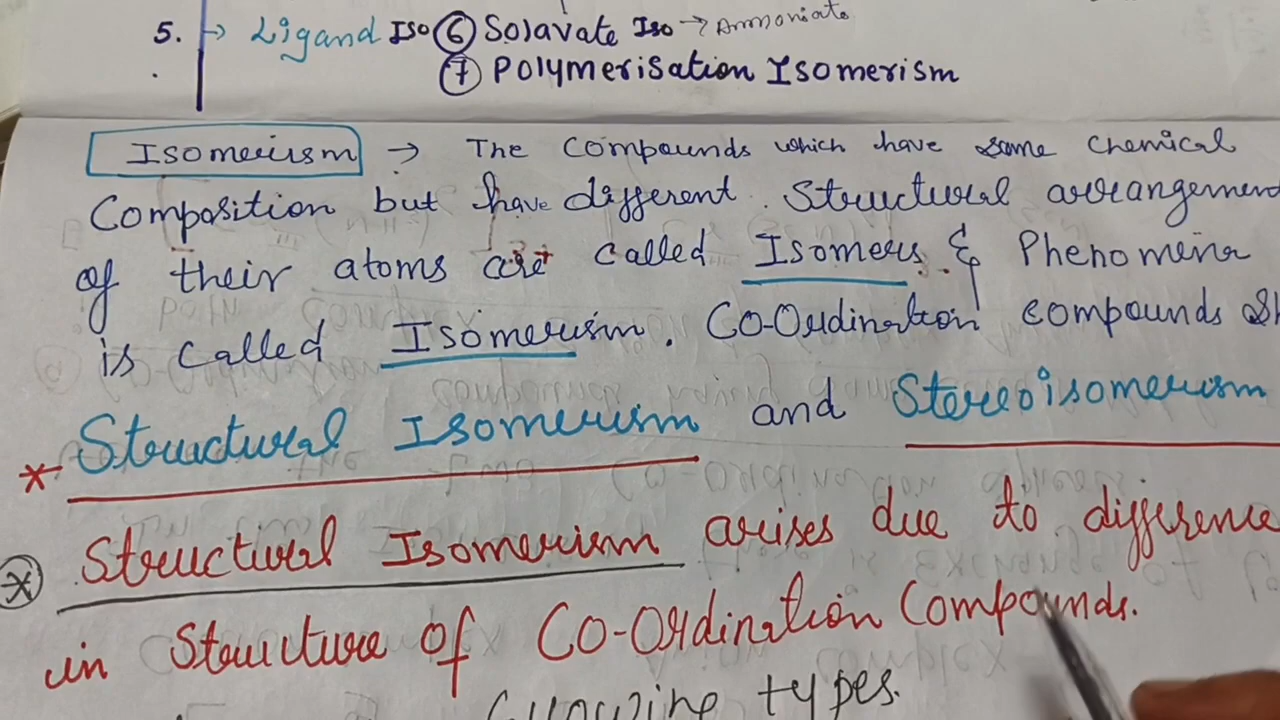 5. → Ligand Iso ⑥ Solavate Iso → Ammoniate
⑦ Polymerisation Isomerism
Isomerism → The Compounds which have same chemical
Composition but have different Structural arrangement
of their atoms are called Isomers & Phenomena
is called Isomerism. Co-Ordination compounds Sh
* Structural Isomerism and Stereoisomerism
* Structural Isomerism arises due to difference
in Structure of Co-Ordination Compounds.
types.